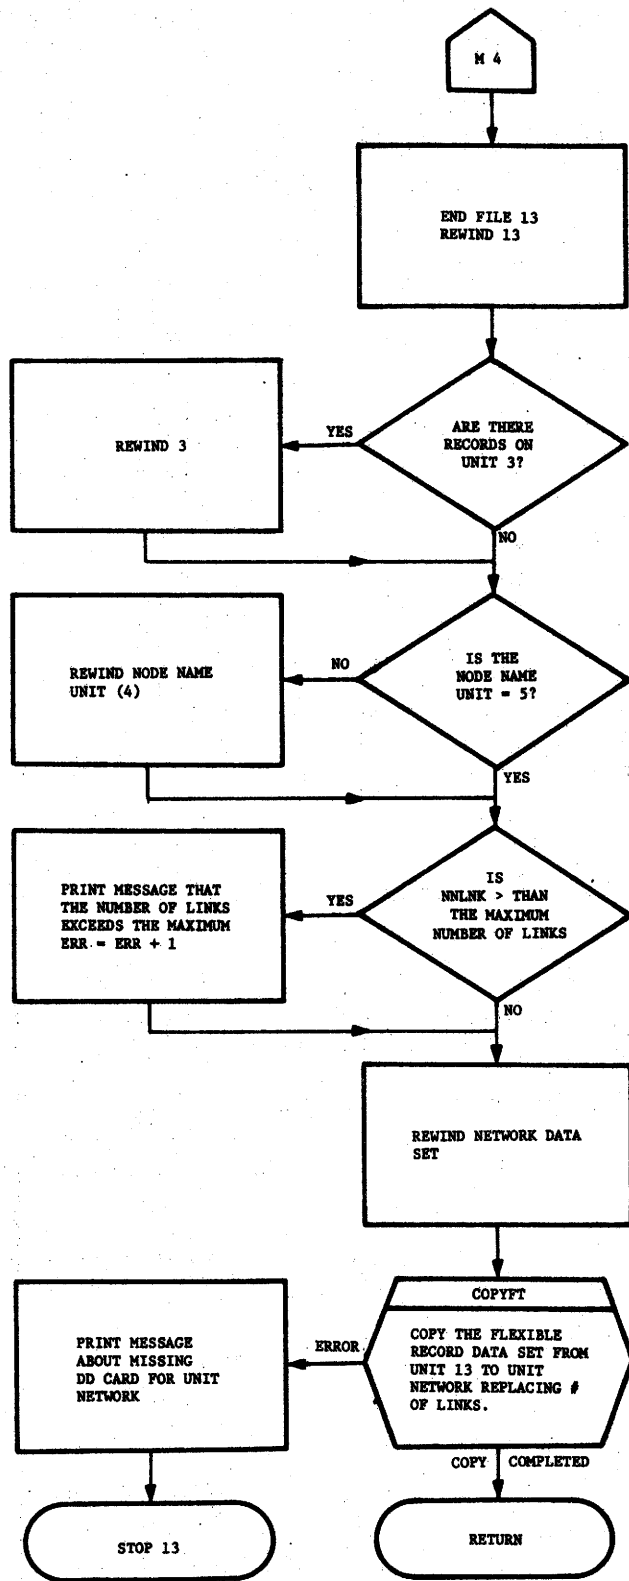 M 4
END FILE 13
REWIND 13
ARE THERE
RECORDS ON
UNIT 3?
YES
REWIND 3
NO
IS THE
NODE NAME
UNIT = 5?
NO
REWIND NODE NAME
UNIT (4)
YES
IS
NNLNK > THAN
THE MAXIMUM
NUMBER OF LINKS
YES
PRINT MESSAGE THAT
THE NUMBER OF LINKS
EXCEEDS THE MAXIMUM
ERR = ERR + 1
NO
REWIND NETWORK DATA
SET
COPYFT
COPY THE FLEXIBLE
RECORD DATA SET FROM
UNIT 13 TO UNIT
NETWORK REPLACING #
OF LINKS.
ERROR
PRINT MESSAGE
ABOUT MISSING
DD CARD FOR UNIT
NETWORK
COPY COMPLETED
STOP 13
RETURN